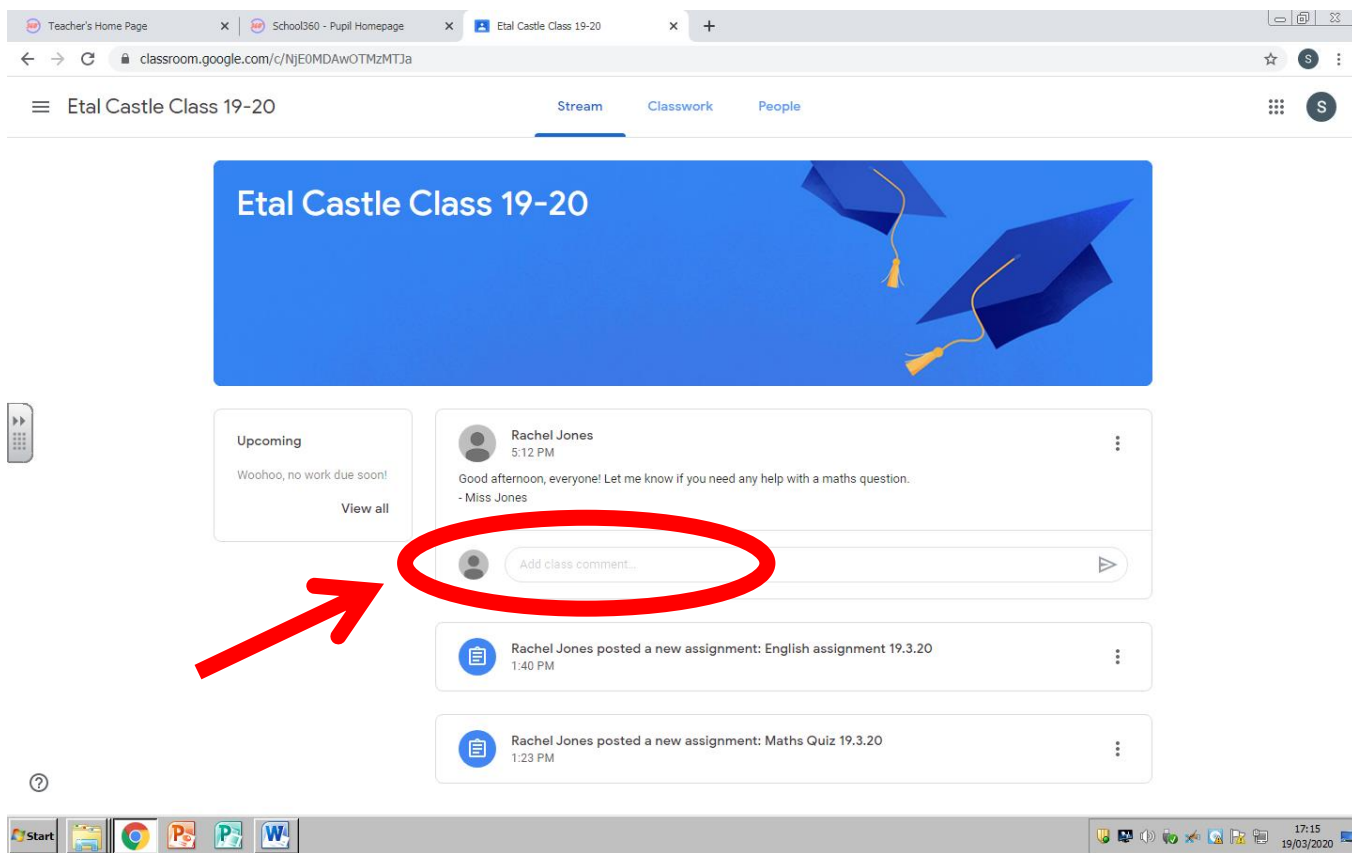 Teacher's Home Page
School360 - Pupil Homepage
Etal Castle Class 19-20
classroom.google.com/c/NjE0MDAwOTMzMTJa
S
Etal Castle Class 19-20
Stream
Classwork
People
S
Etal Castle Class 19-20
Upcoming
Woohoo, no work due soon!
View all
Rachel Jones
5:12 PM
Good afternoon, everyone! Let me know if you need any help with a maths question.
- Miss Jones
Add class comment...
Rachel Jones posted a new assignment: English assignment 19.3.20
1:40 PM
Rachel Jones posted a new assignment: Maths Quiz 19.3.20
1:23 PM
Start
17:15
19/03/2020